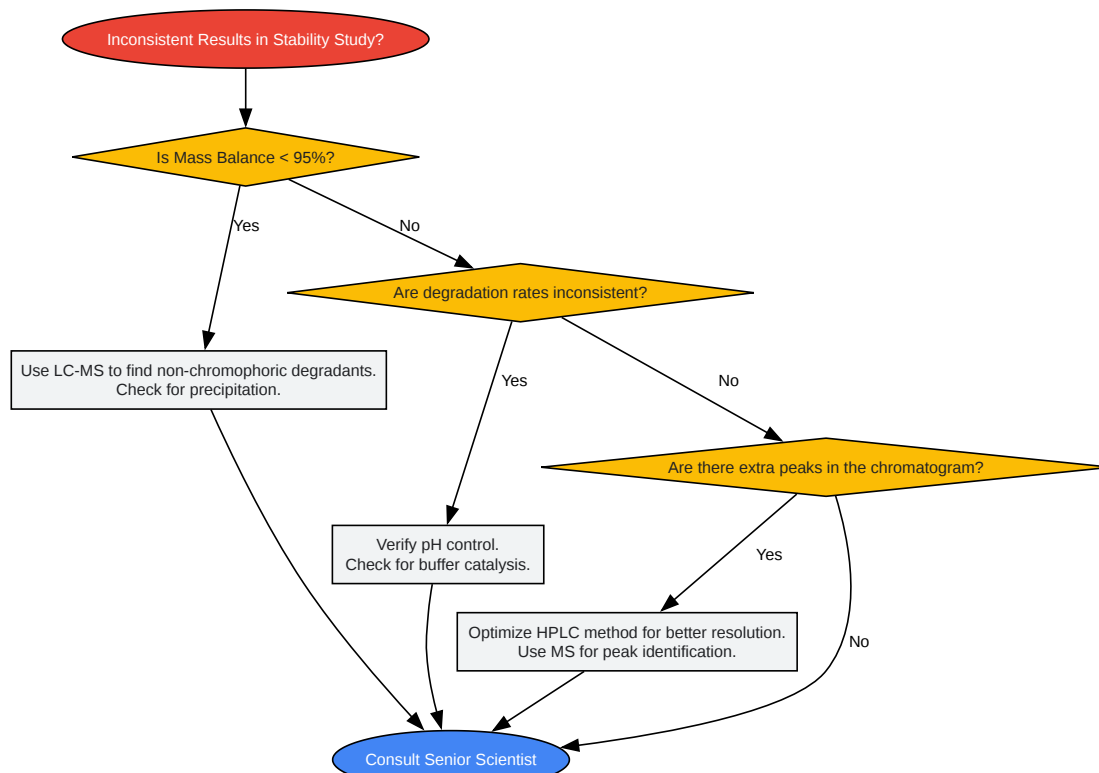 Inconsistent Results in Stability Study?
Is Mass Balance < 95%?
Yes
No
Are degradation rates inconsistent?
Use LC-MS to find non-chromophoric degradants.
Check for precipitation.
Yes
No
Are there extra peaks in the chromatogram?
Verify pH control.
Check for buffer catalysis.
Yes
Optimize HPLC method for better resolution.
Use MS for peak identification.
No
Consult Senior Scientist